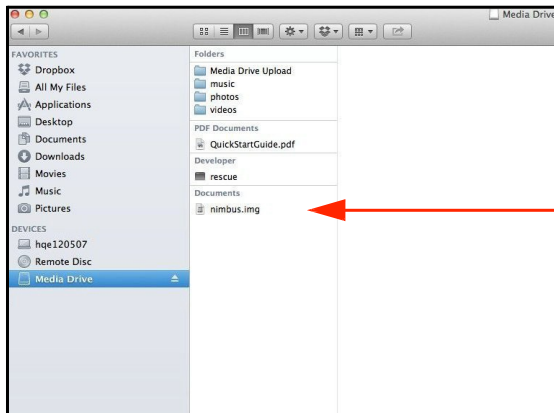 Media Drive
FAVORITES
Dropbox
All My Files
Applications
Desktop
Documents
Downloads
Movies
Music
Pictures
DEVICES
hqe120507
Remote Disc
Media Drive
Folders
Media Drive Upload
music
photos
videos
PDF Documents
QuickStartGuide.pdf
Developer
rescue
Documents
nimbus.img